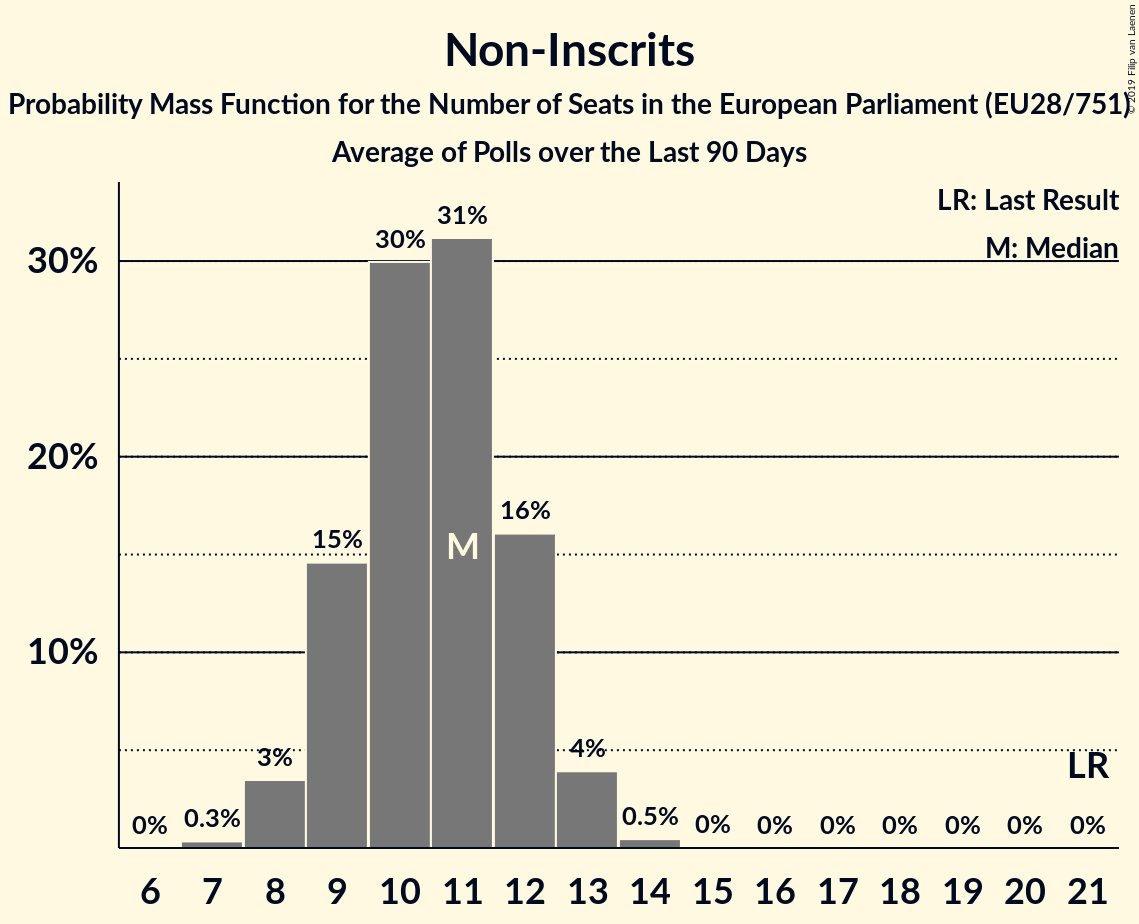 Non-Inscrits
Probability Mass Function for the Number of Seats in the European Parliament (EU28/751)
Average of Polls over the Last 90 Days
© 2019 Filip van Laenen
LR: Last Result
M: Median
30%
20%
10%
0%
0.3%
3%
15%
30%
31%
M
16%
4%
0.5%
0%
0%
0%
0%
0%
0%
0%
LR
6 7 8 9 10 11 12 13 14 15 16 17 18 19 20 21